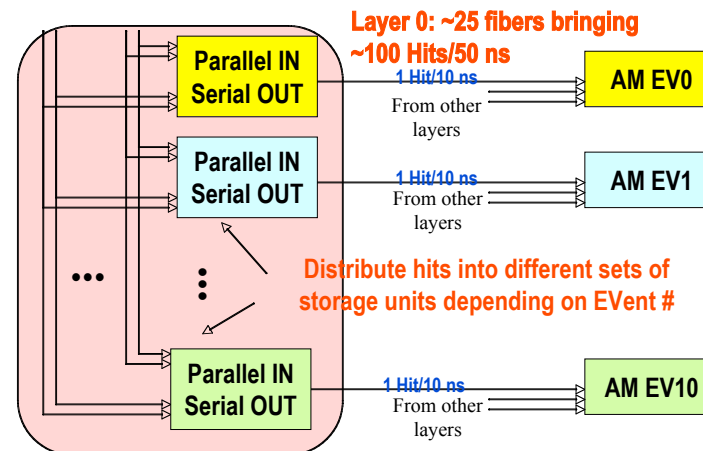 Layer 0: ~25 fibers bringing
~100 Hits/50 ns
Parallel IN
Serial OUT
1 Hit/10 ns
From other
layers
AM EV0
Parallel IN
Serial OUT
1 Hit/10 ns
From other
layers
AM EV1
Distribute hits into different sets of
storage units depending on EVent #
Parallel IN
Serial OUT
1 Hit/10 ns
From other
layers
AM EV10